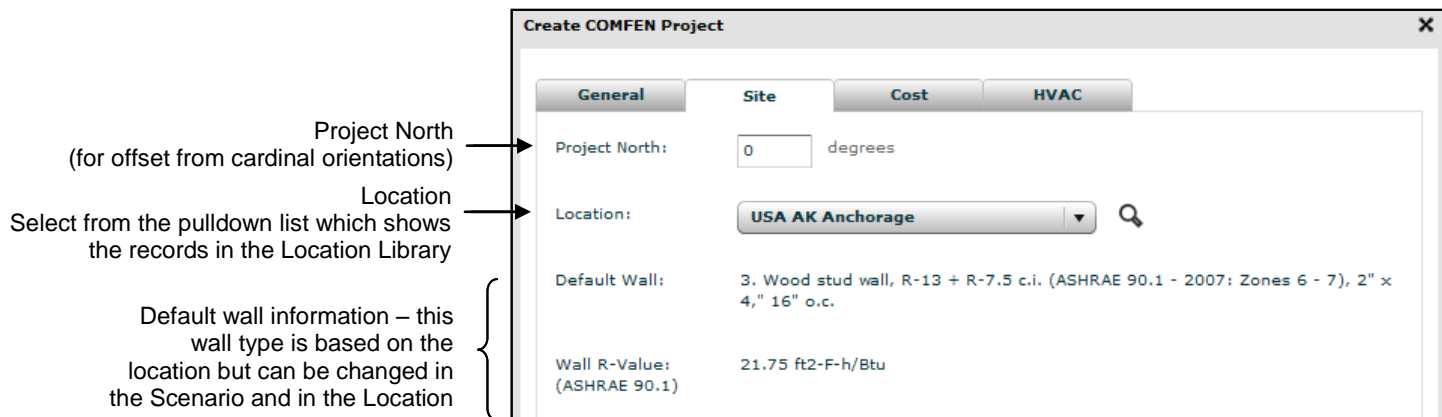 Create COMFEN Project
General Site Cost HVAC
Project North
(for offset from cardinal orientations)
Project North: 0 degrees
Location
Select from the pulldown list which shows
the records in the Location Library
Location: USA AK Anchorage
Default wall information – this
wall type is based on the
location but can be changed in
the Scenario and in the Location
Default Wall: 3. Wood stud wall, R-13 + R-7.5 c.i. (ASHRAE 90.1 - 2007: Zones 6 - 7), 2" x
4," 16" o.c.
Wall R-Value: 21.75 ft2-F-h/Btu
(ASHRAE 90.1)